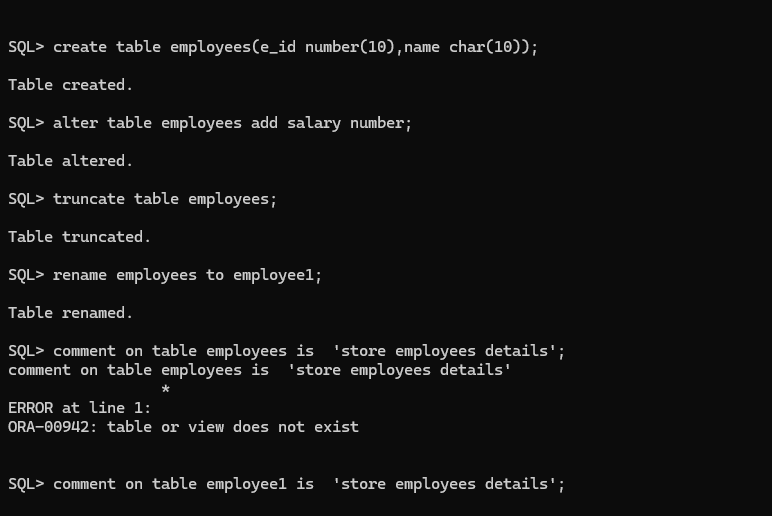 SQL> create table employees(e_id number(10),name char(10));
Table created.
SQL> alter table employees add salary number;
Table altered.
SQL> truncate table employees;
Table truncated.
SQL> rename employees to employee1;
Table renamed.
SQL> comment on table employees is  'store employees details';
comment on table employees is  'store employees details'
                 *
ERROR at line 1:
ORA-00942: table or view does not exist
SQL> comment on table employee1 is  'store employees details';